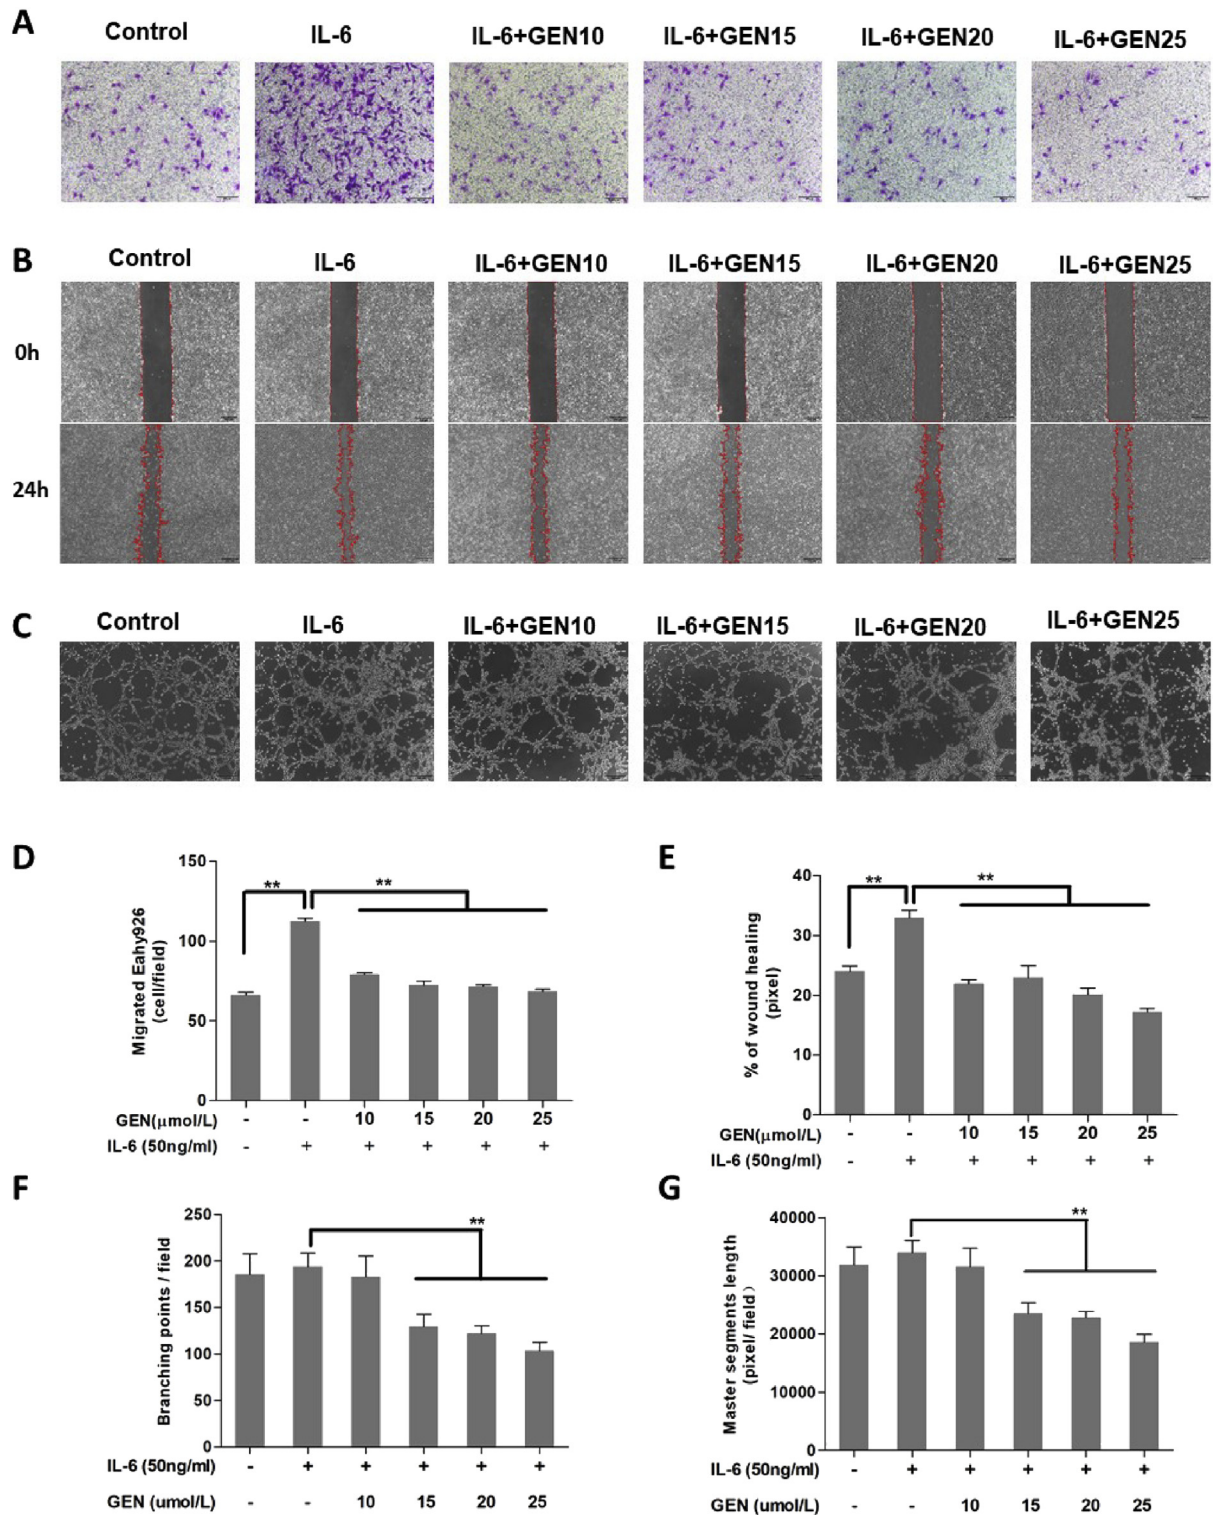 A
Control IL-6 IL-6+GEN10 IL-6+GEN15 IL-6+GEN20 IL-6+GEN25
B
Control IL-6 IL-6+GEN10 IL-6+GEN15 IL-6+GEN20 IL-6+GEN25
0h
24h
C
Control IL-6 IL-6+GEN10 IL-6+GEN15 IL-6+GEN20 IL-6+GEN25
D
Migrated Eahy926
(cell/field)
150
100
50
0
** **
GEN(μmol/L) - - 10 15 20 25
IL-6 (50ng/ml) - + + + + +
E
% of wound healing
(pixel)
40
30
20
10
0
** **
GEN(μmol/L) - - 10 15 20 25
IL-6 (50ng/ml) - + + + + +
F
Branching points / field
250
200
150
100
50
0
**
IL-6 (50ng/ml) - + + + + +
GEN (umol/L) - - 10 15 20 25
G
Master segments length
(pixel/ field)
40000
30000
20000
10000
0
**
IL-6 (50ng/ml) - + + + + +
GEN (umol/L) - - 10 15 20 25